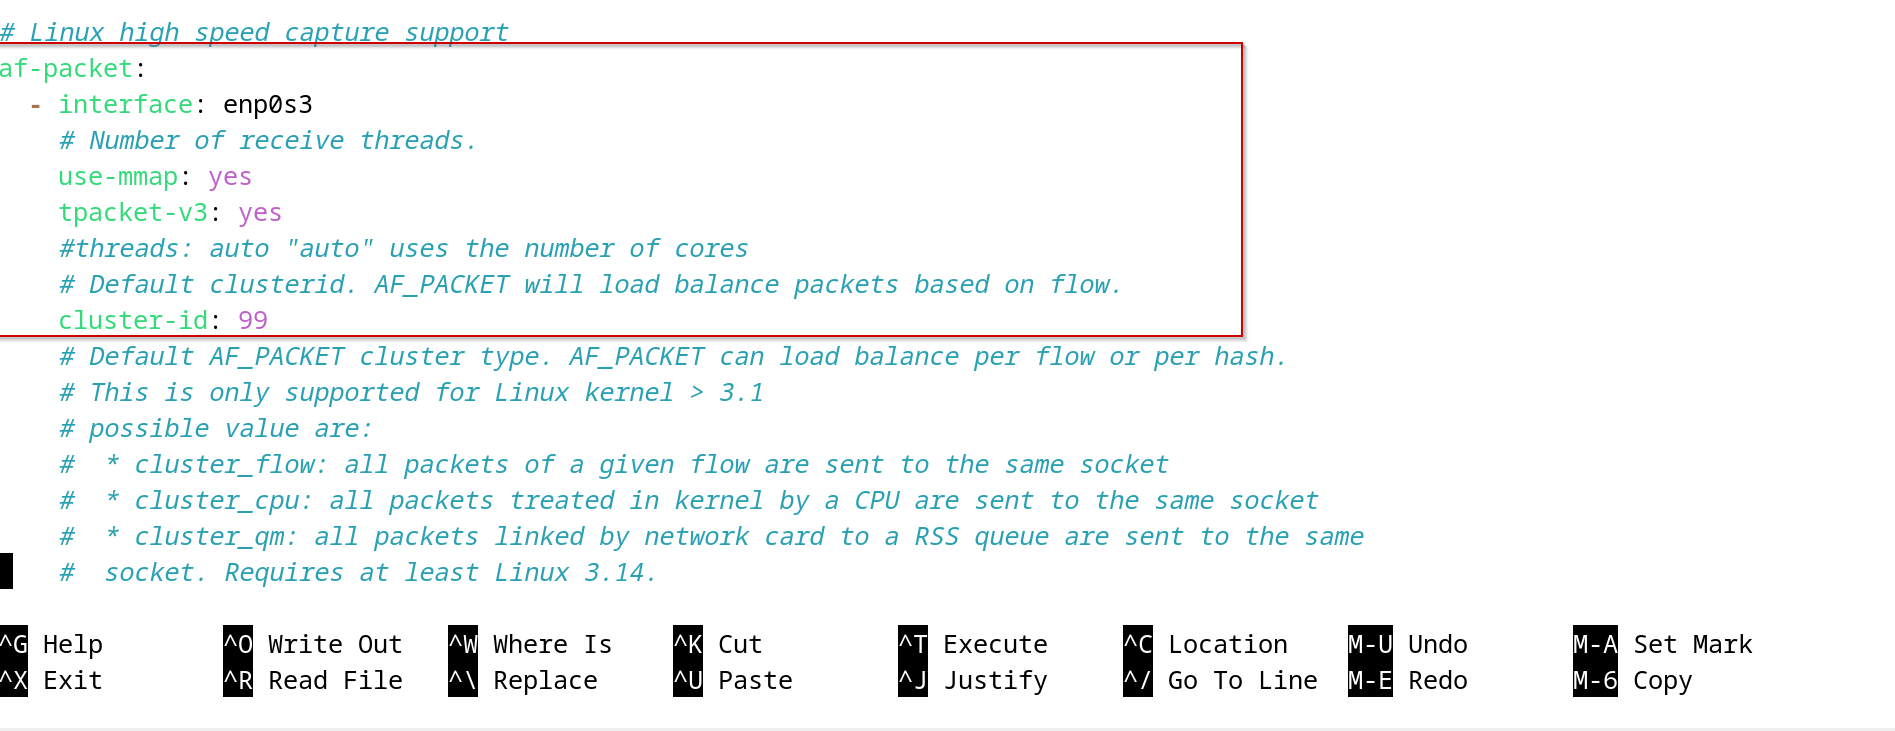 # Linux high speed capture support
af-packet:
  - interface: enp0s3
    # Number of receive threads.
    use-mmap: yes
    tpacket-v3: yes
    #threads: auto "auto" uses the number of cores
    # Default clusterid. AF_PACKET will load balance packets based on flow.
    cluster-id: 99
    # Default AF_PACKET cluster type. AF_PACKET can load balance per flow or per hash.
    # This is only supported for Linux kernel > 3.1
    # possible value are:
    #  * cluster_flow: all packets of a given flow are sent to the same socket
    #  * cluster_cpu: all packets treated in kernel by a CPU are sent to the same socket
    #  * cluster_qm: all packets linked by network card to a RSS queue are sent to the same
    #  socket. Requires at least Linux 3.14.
^G Help ^O Write Out ^W Where Is ^K Cut ^T Execute ^C Location M-U Undo M-A Set Mark
^X Exit ^R Read File ^\ Replace ^U Paste ^J Justify ^/ Go To Line M-E Redo M-6 Copy